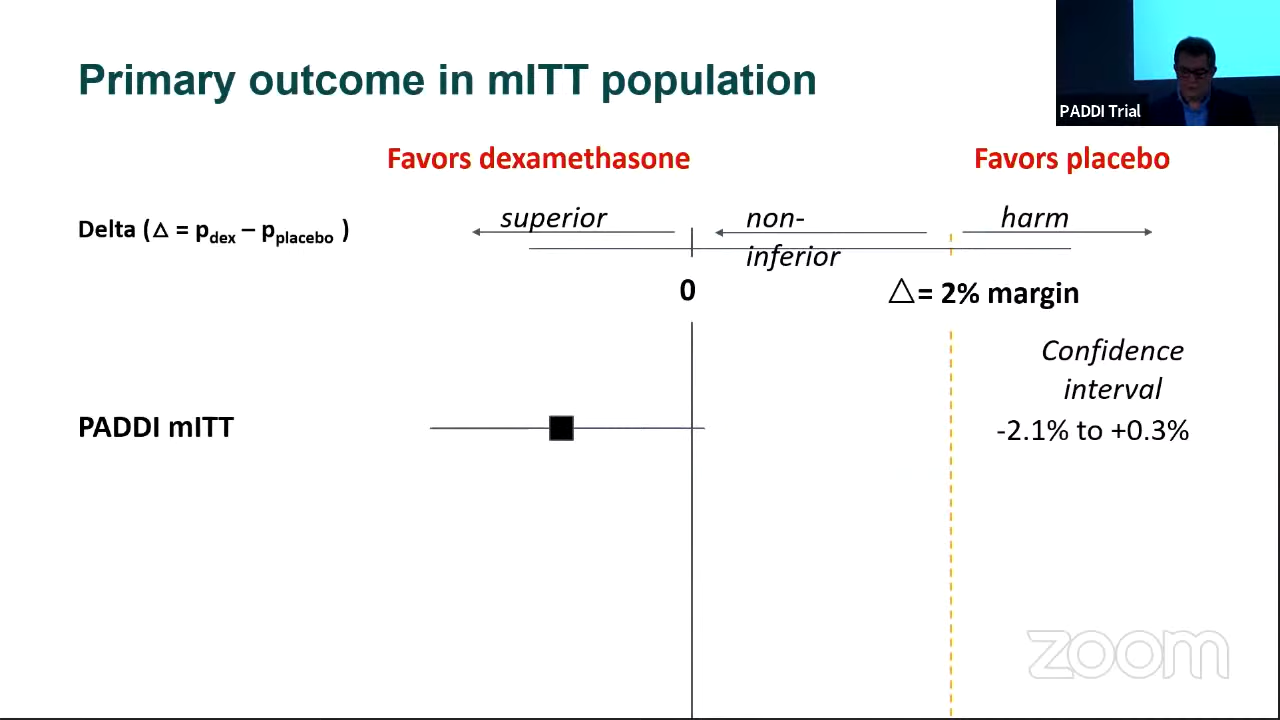 Primary outcome in mITT population
PADDI Trial
Favors dexamethasone
Favors placebo
Delta (Δ = pdex – pplacebo )
superior
non-
inferior
harm
0
△= 2% margin
Confidence
interval
PADDI mITT
-2.1% to +0.3%
zoom